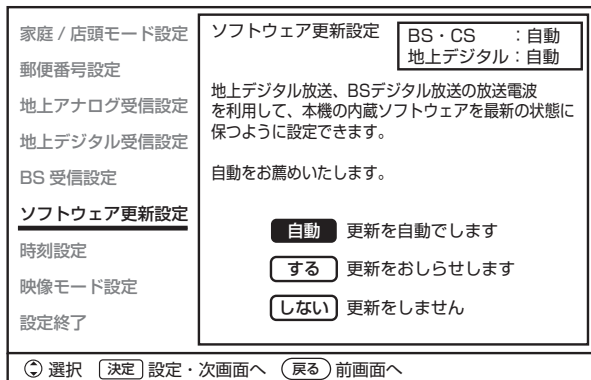 家庭 / 店頭モード設定
郵便番号設定
地上アナログ受信設定
地上デジタル受信設定
BS 受信設定
ソフトウェア更新設定
時刻設定
映像モード設定
設定終了
ソフトウェア更新設定
BS・CS ：自動
地上デジタル：自動
地上デジタル放送、BSデジタル放送の放送電波
を利用して、本機の内蔵ソフトウェアを最新の状態に
保つように設定できます。
自動をお薦めいたします。
自動 更新を自動でします
する 更新をおしらせします
しない 更新をしません
選択 決定 設定・次画面へ 戻る 前画面へ